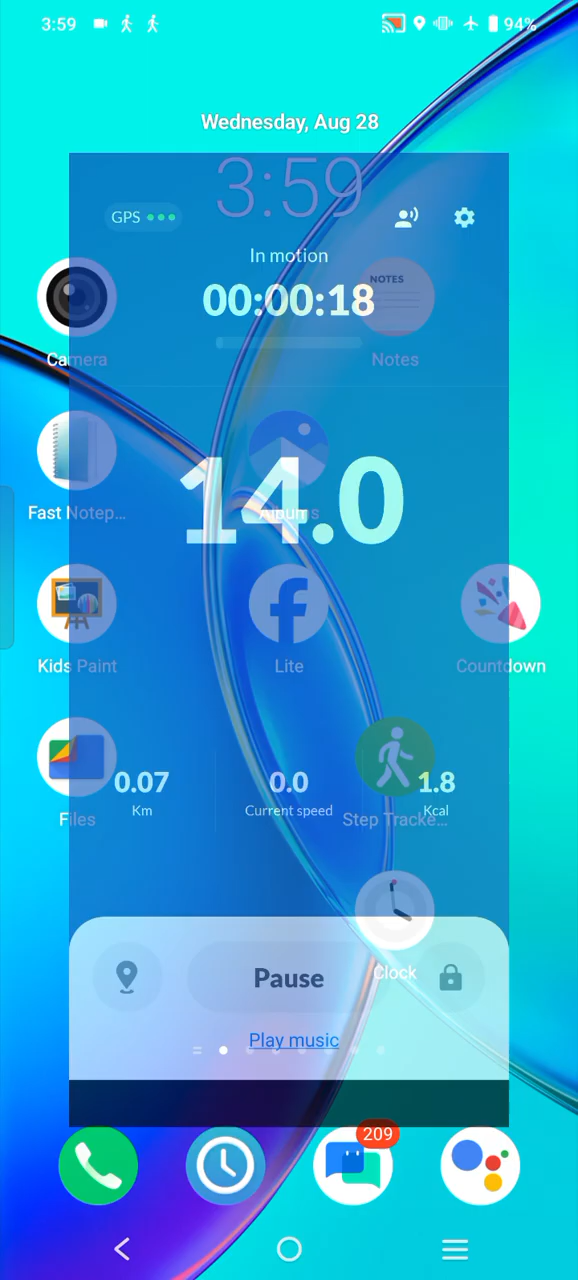 3:59
94%
Wednesday, Aug 28
3:59
GPS
In motion
00:00:18
NOTES
Camera
Notes
14.0
Fast Notep...
Albums
Kids Paint
Lite
Countdown
0.07
0.0
1.8
Km
Current speed
Kcal
Files
Step Tracke...
Pause
Clock
Play music
209